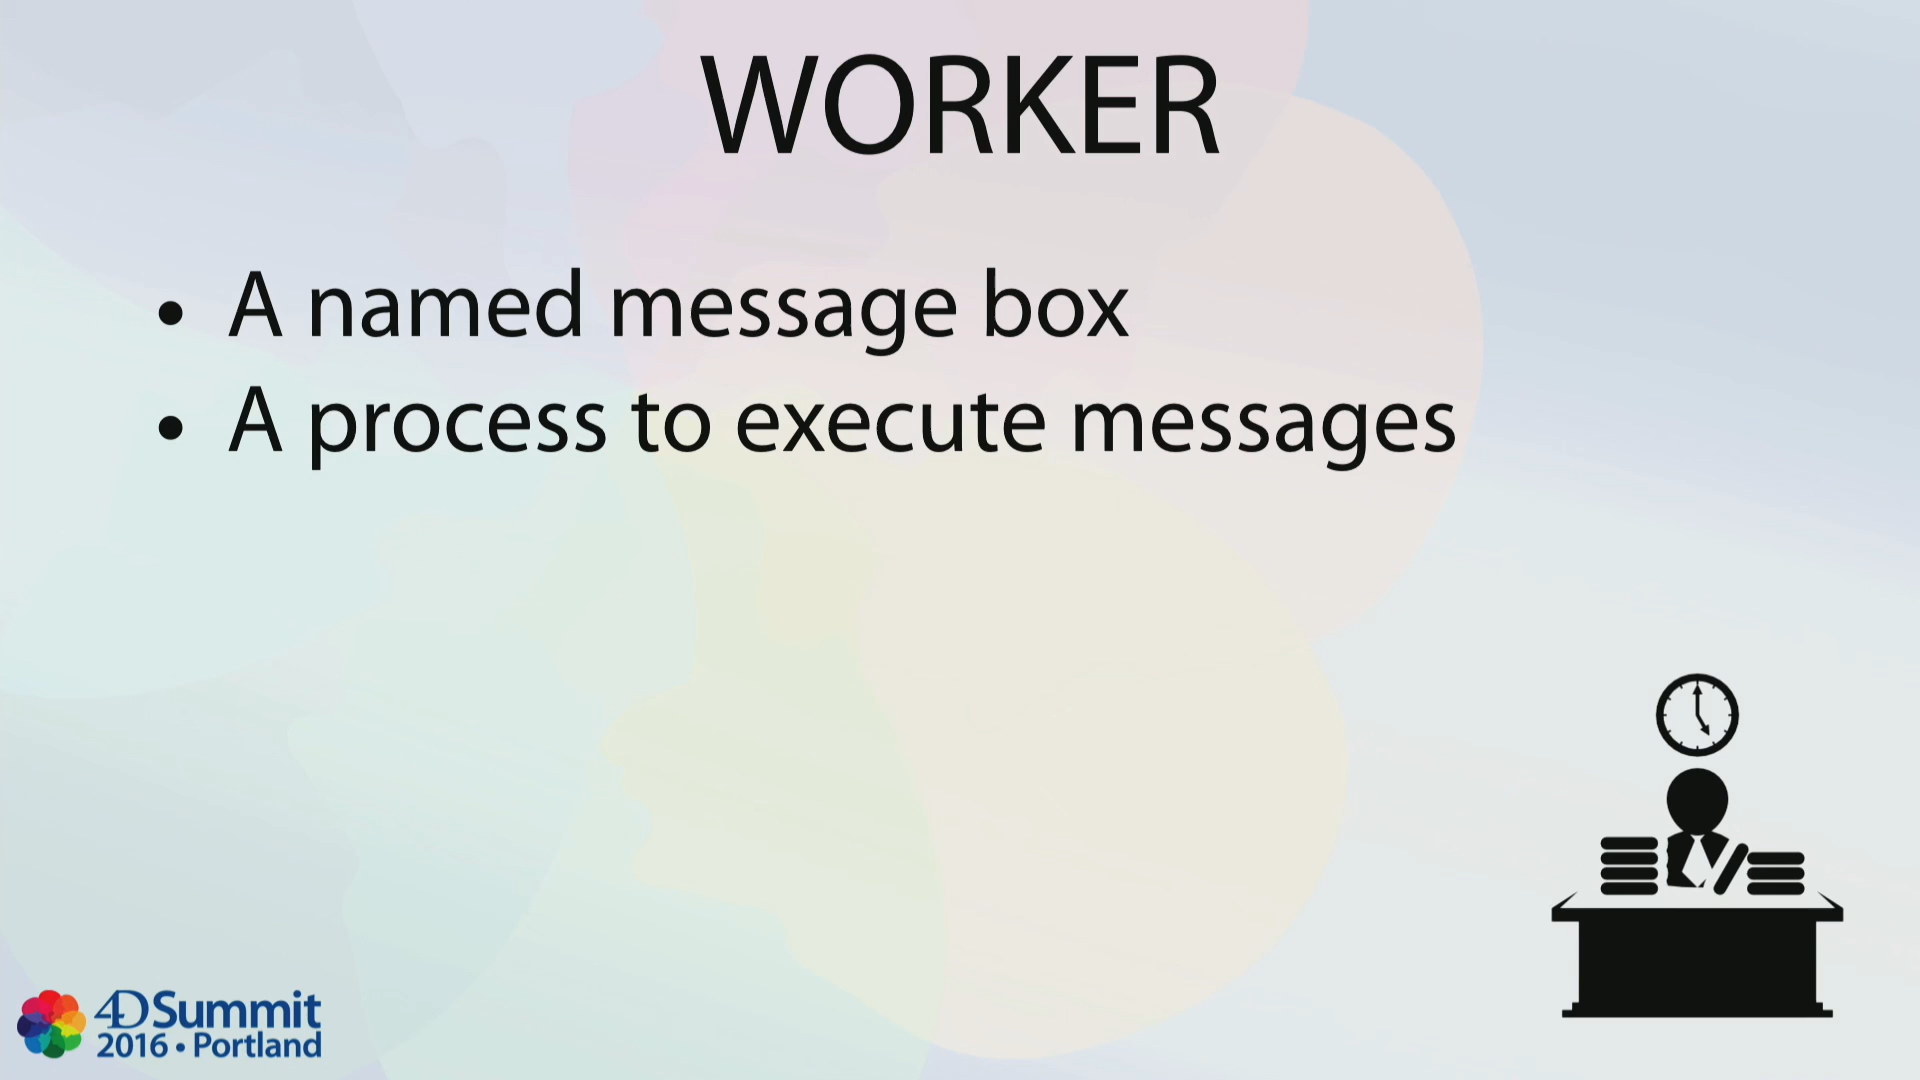 WORKER
• A named message box
• A process to execute messages
4D Summit
2016 • Portland